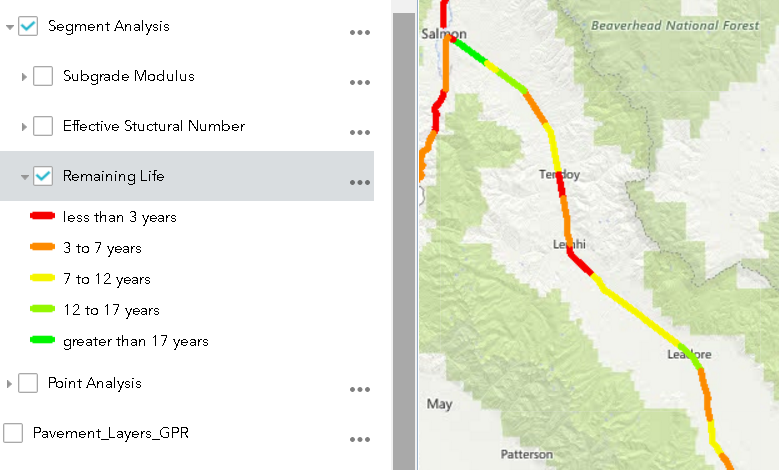 Segment Analysis
Subgrade Modulus
Effective Stuctural Number
Remaining Life
less than 3 years
3 to 7 years
7 to 12 years
12 to 17 years
greater than 17 years
Point Analysis
Pavement_Layers_GPR
Beaverhead National Forest
Salmon
Tendoy
Lemhi
Leadore
May
Patterson